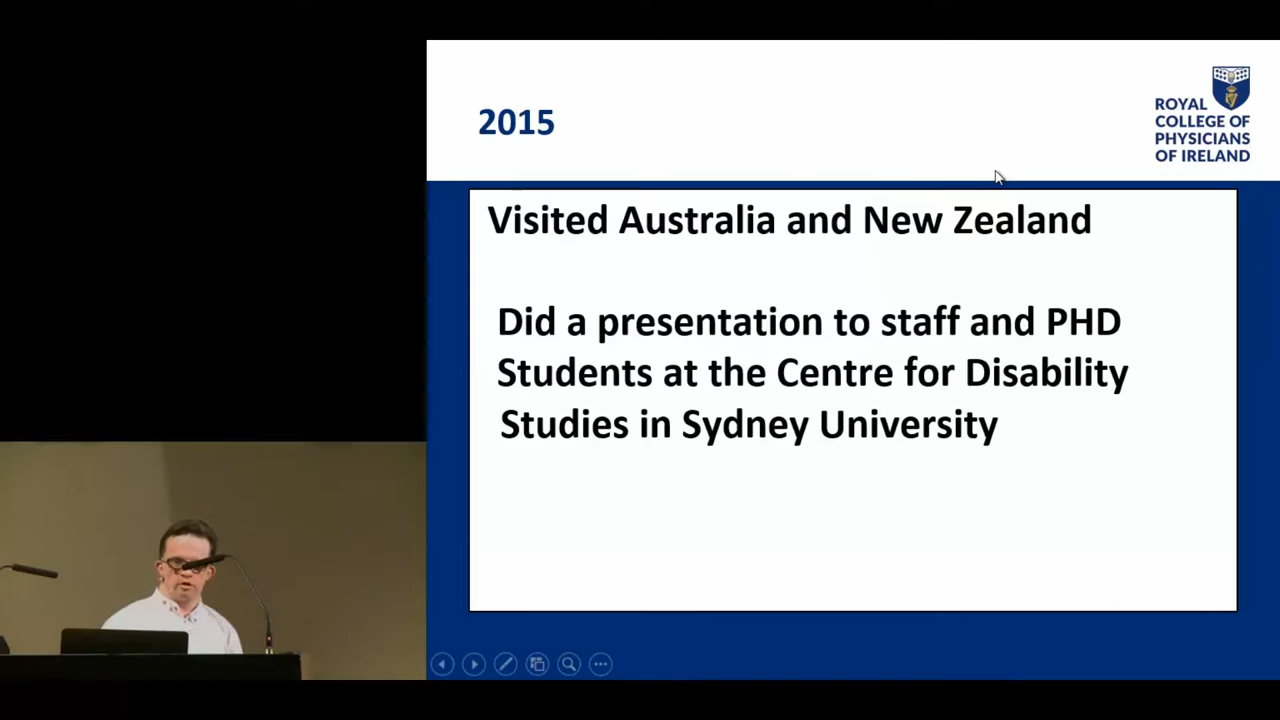 2015
ROYAL
COLLEGE OF
PHYSICIANS
OF IRELAND
Visited Australia and New Zealand
Did a presentation to staff and PHD
Students at the Centre for Disability
Studies in Sydney University